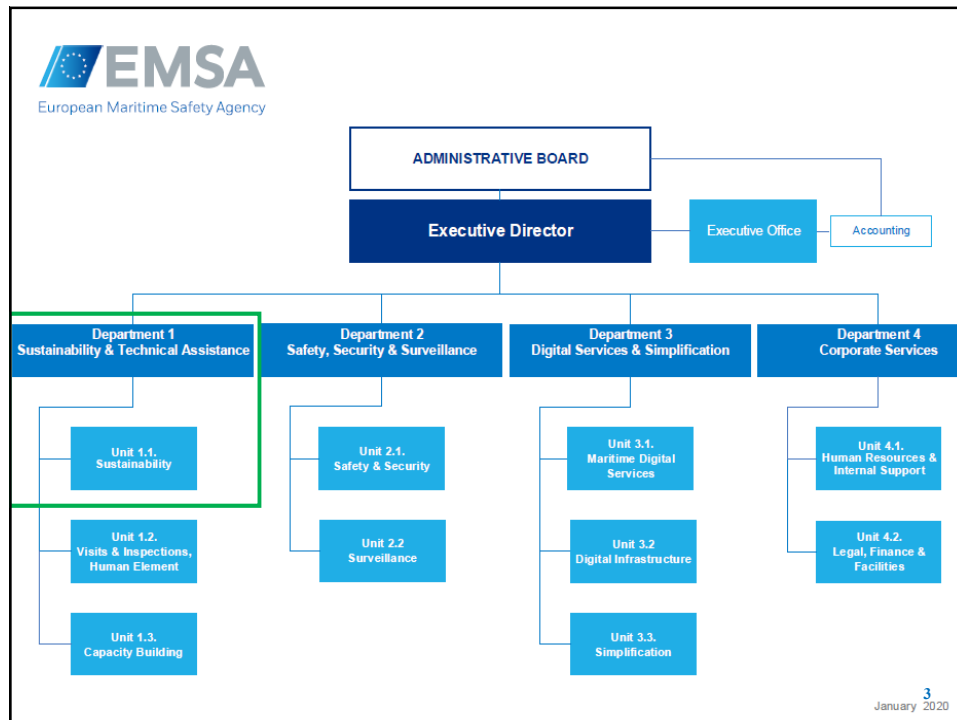 EMSA
European Maritime Safety Agency
ADMINISTRATIVE BOARD
Executive Director
Executive Office
Accounting
Department 1
Sustainability & Technical Assistance
Department 2
Safety, Security & Surveillance
Department 3
Digital Services & Simplification
Department 4
Corporate Services
Unit 1.1.
Sustainability
Unit 2.1.
Safety & Security
Unit 3.1.
Maritime Digital
Services
Unit 4.1.
Human Resources &
Internal Support
Unit 1.2.
Visits & Inspections,
Human Element
Unit 2.2
Surveillance
Unit 3.2
Digital Infrastructure
Unit 4.2.
Legal, Finance &
Facilities
Unit 1.3.
Capacity Building
Unit 3.3.
Simplification
3
January 2020